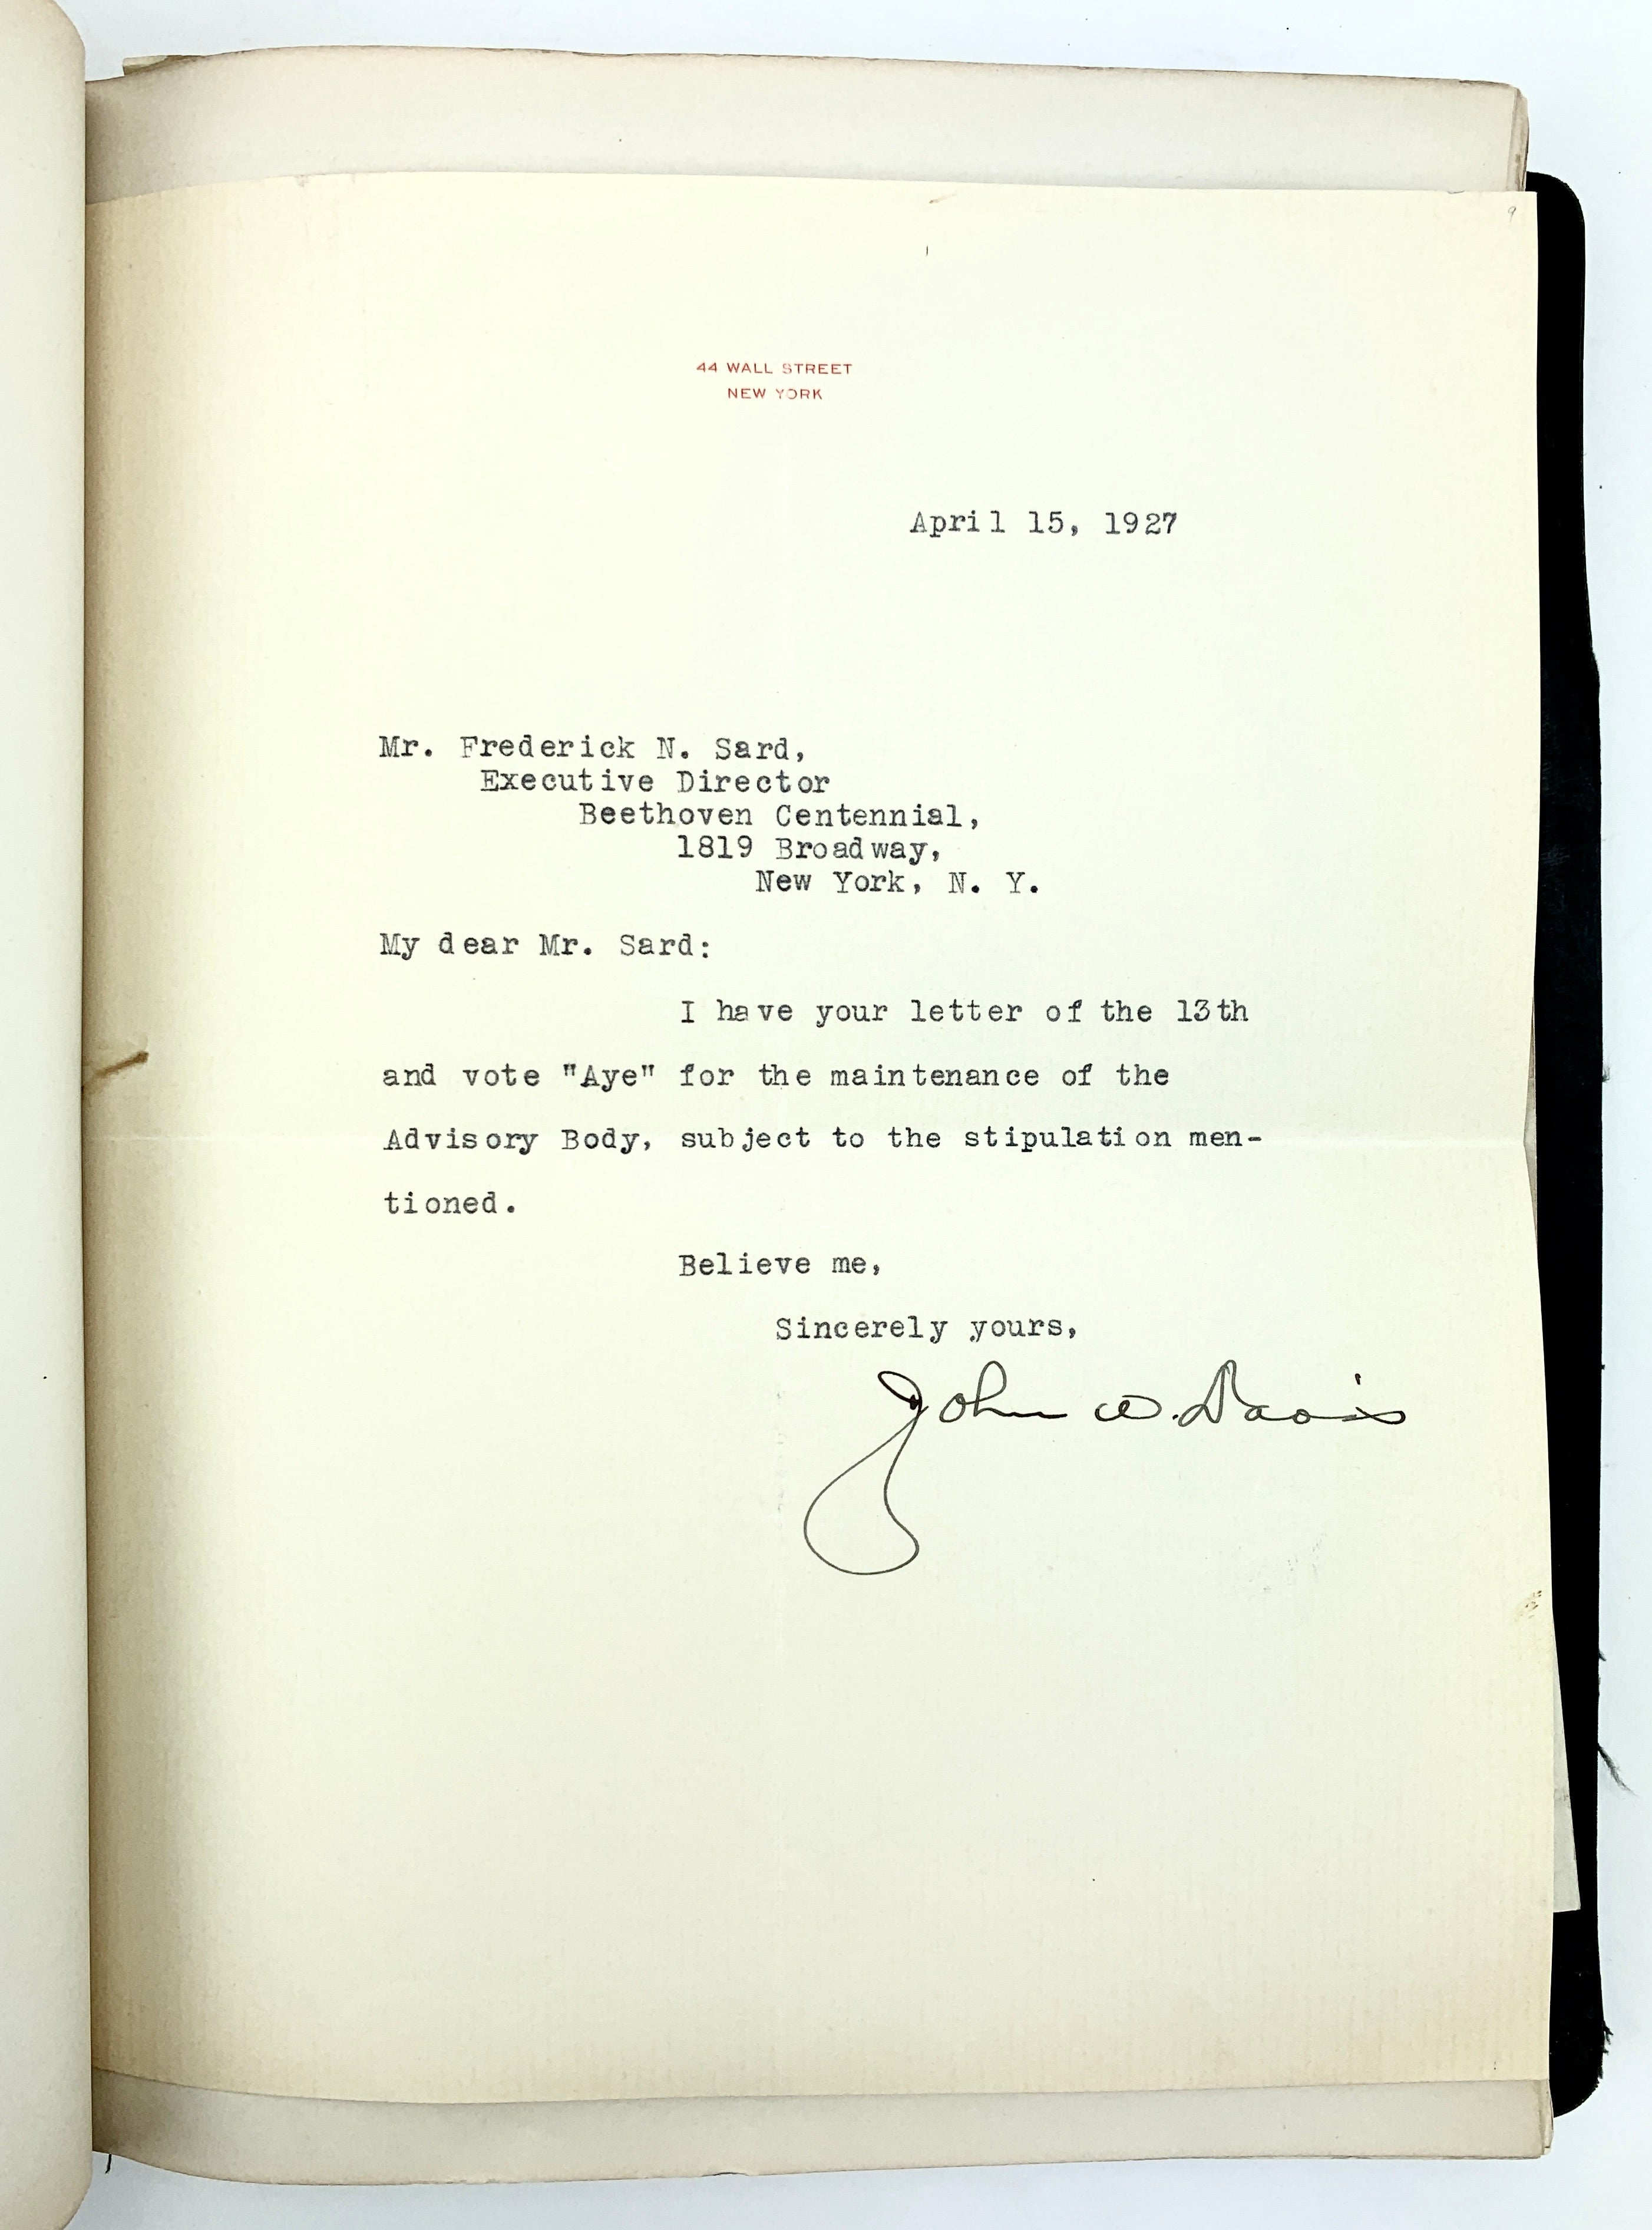 9
44 WALL STREET
NEW YORK
April 15, 1927
Mr. Frederick N. Sard,
Executive Director
Beethoven Centennial,
1819 Broadway,
New York, N. Y.
My dear Mr. Sard:
I have your letter of the 13th
and vote "Aye" for the maintenance of the
Advisory Body, subject to the stipulation men-
tioned.
Believe me,
Sincerely yours,
John W. Davis